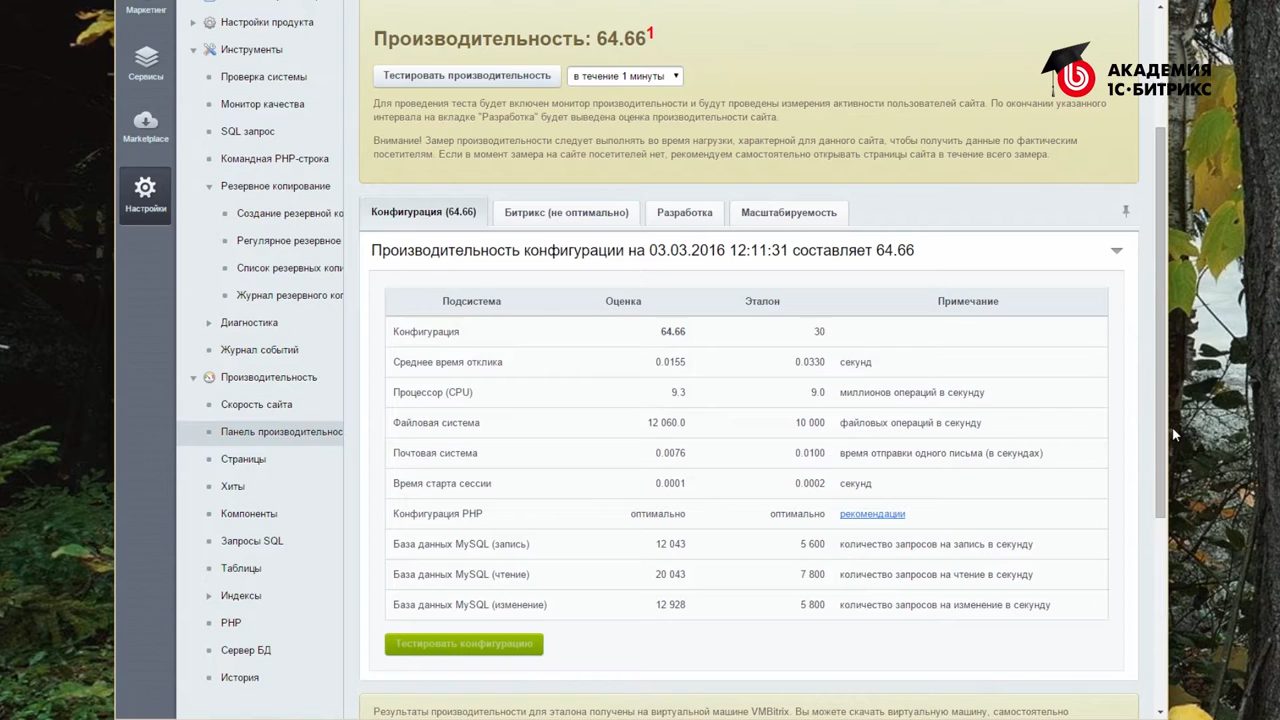 Маркетинг
Сервисы
Marketplace
Настройки
Настройки продукта
Инструменты
Проверка системы
Монитор качества
SQL запрос
Командная PHP-строка
Резервное копирование
Создание резервной ко
Регулярное резервное
Список резервных копи
Журнал резервного коп
Диагностика
Журнал событий
Производительность
Скорость сайта
Панель производительнос
Страницы
Хиты
Компоненты
Запросы SQL
Таблицы
Индексы
PHP
Сервер БД
История
Производительность: 64.66¹
Тестировать производительность в течение 1 минуты
АКАДЕМИЯ
1С·БИТРИКС
Для проведения теста будет включен монитор производительности и будут проведены измерения активности пользователей сайта. По окончании указанного
интервала на вкладке "Разработка" будет выведена оценка производительности сайта.
Внимание! Замер производительности следует выполнять во время нагрузки, характерной для данного сайта, чтобы получить данные по фактическим
посетителям. Если в момент замера на сайте посетителей нет, рекомендуем самостоятельно открывать страницы сайта в течение всего замера.
Конфигурация (64.66) Битрикс (не оптимально) Разработка Масштабируемость
Производительность конфигурации на 03.03.2016 12:11:31 составляет 64.66
Подсистема Оценка Эталон Примечание
Конфигурация 64.66 30
Среднее время отклика 0.0155 0.0330 секунд
Процессор (CPU) 9.3 9.0 миллионов операций в секунду
Файловая система 12 060.0 10 000 файловых операций в секунду
Почтовая система 0.0076 0.0100 время отправки одного письма (в секундах)
Время старта сессии 0.0001 0.0002 секунд
Конфигурация PHP оптимально оптимально рекомендации
База данных MySQL (запись) 12 043 5 600 количество запросов на запись в секунду
База данных MySQL (чтение) 20 043 7 800 количество запросов на чтение в секунду
База данных MySQL (изменение) 12 928 5 800 количество запросов на изменение в секунду
Тестировать конфигурацию
Результаты производительности для эталона получены на виртуальной машине VMBitrix. Вы можете скачать виртуальную машину, самостоятельно